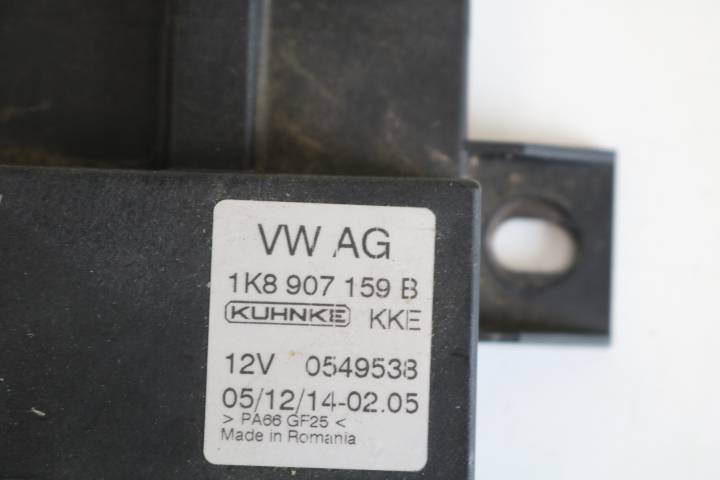 VW AG
1K8 907 159 B
KUHNKE KKE
12V 0549538
05/12/14-02.05
> PA66 GF25 <
Made in Romania